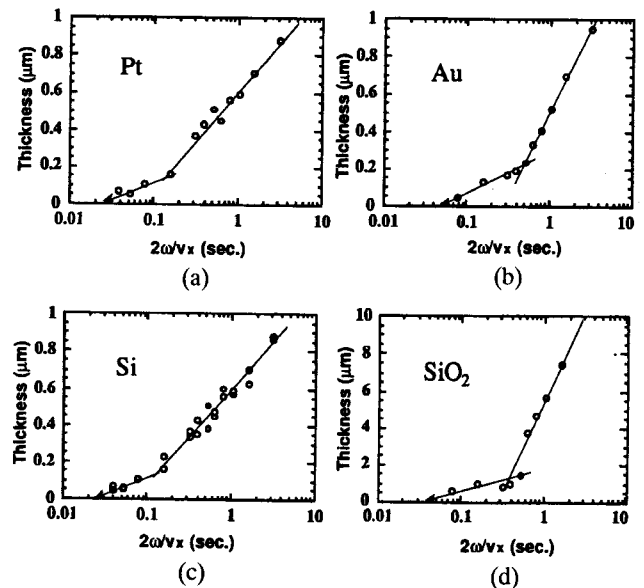 Thickness (μm)
1
0.8
0.6
0.4
0.2
0
Pt
0.01 0.1 1 10
2ω/vx (sec.)
(a)
Thickness (μm)
1
0.8
0.6
0.4
0.2
0
Au
0.01 0.1 1 10
2ω/vx (sec.)
(b)
Thickness (μm)
1
0.8
0.6
0.4
0.2
0
Si
0.01 0.1 1 10
2ω/vx (sec.)
(c)
Thickness (μm)
10
8
6
4
2
0
SiO2
0.01 0.1 1 10
2ω/vx (sec.)
(d)